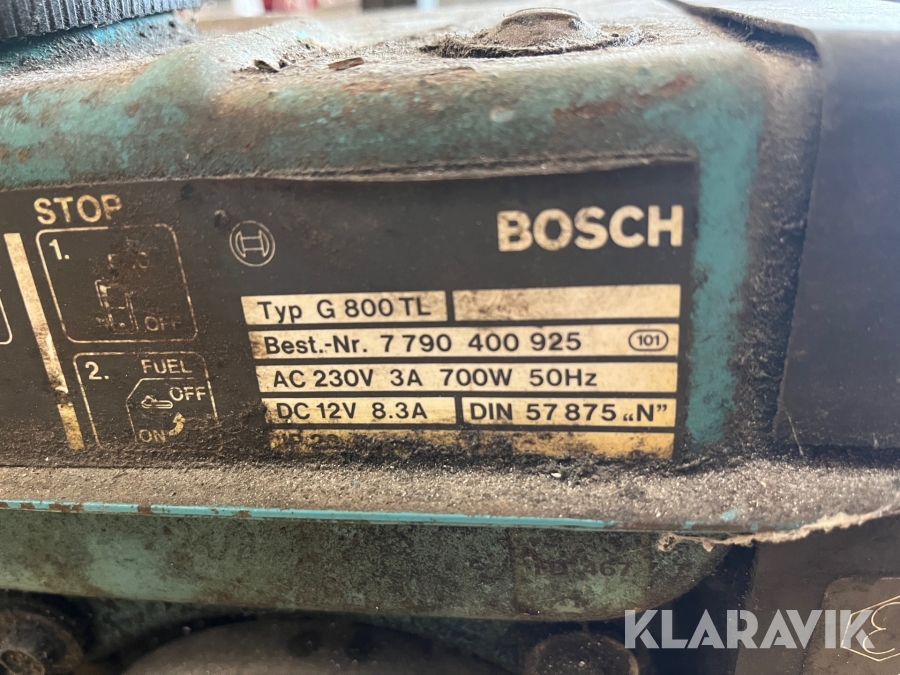 STOP
1.
OFF
2. FUEL
OFF
ON
BOSCH
Typ G 800 TL
Best.-Nr. 7 790 400 925 101
AC 230V 3A 700W 50Hz
DC 12V 8.3A DIN 57 875 „N”
KLARAVIK